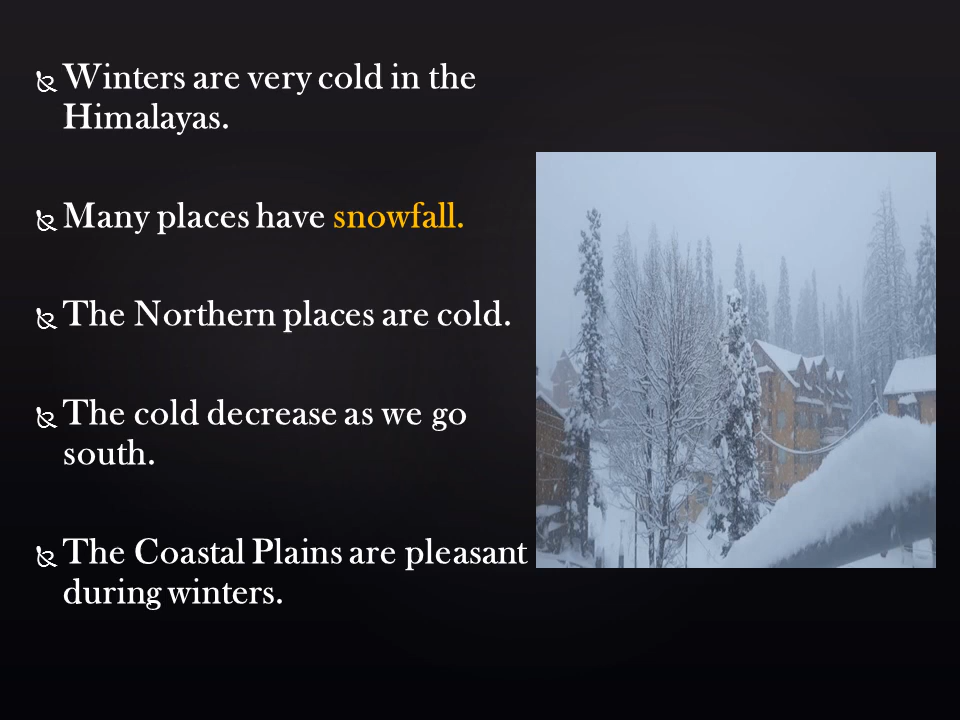 Winters are very cold in the
Himalayas.
Many places have snowfall.
The Northern places are cold.
The cold decrease as we go
south.
The Coastal Plains are pleasant
during winters.